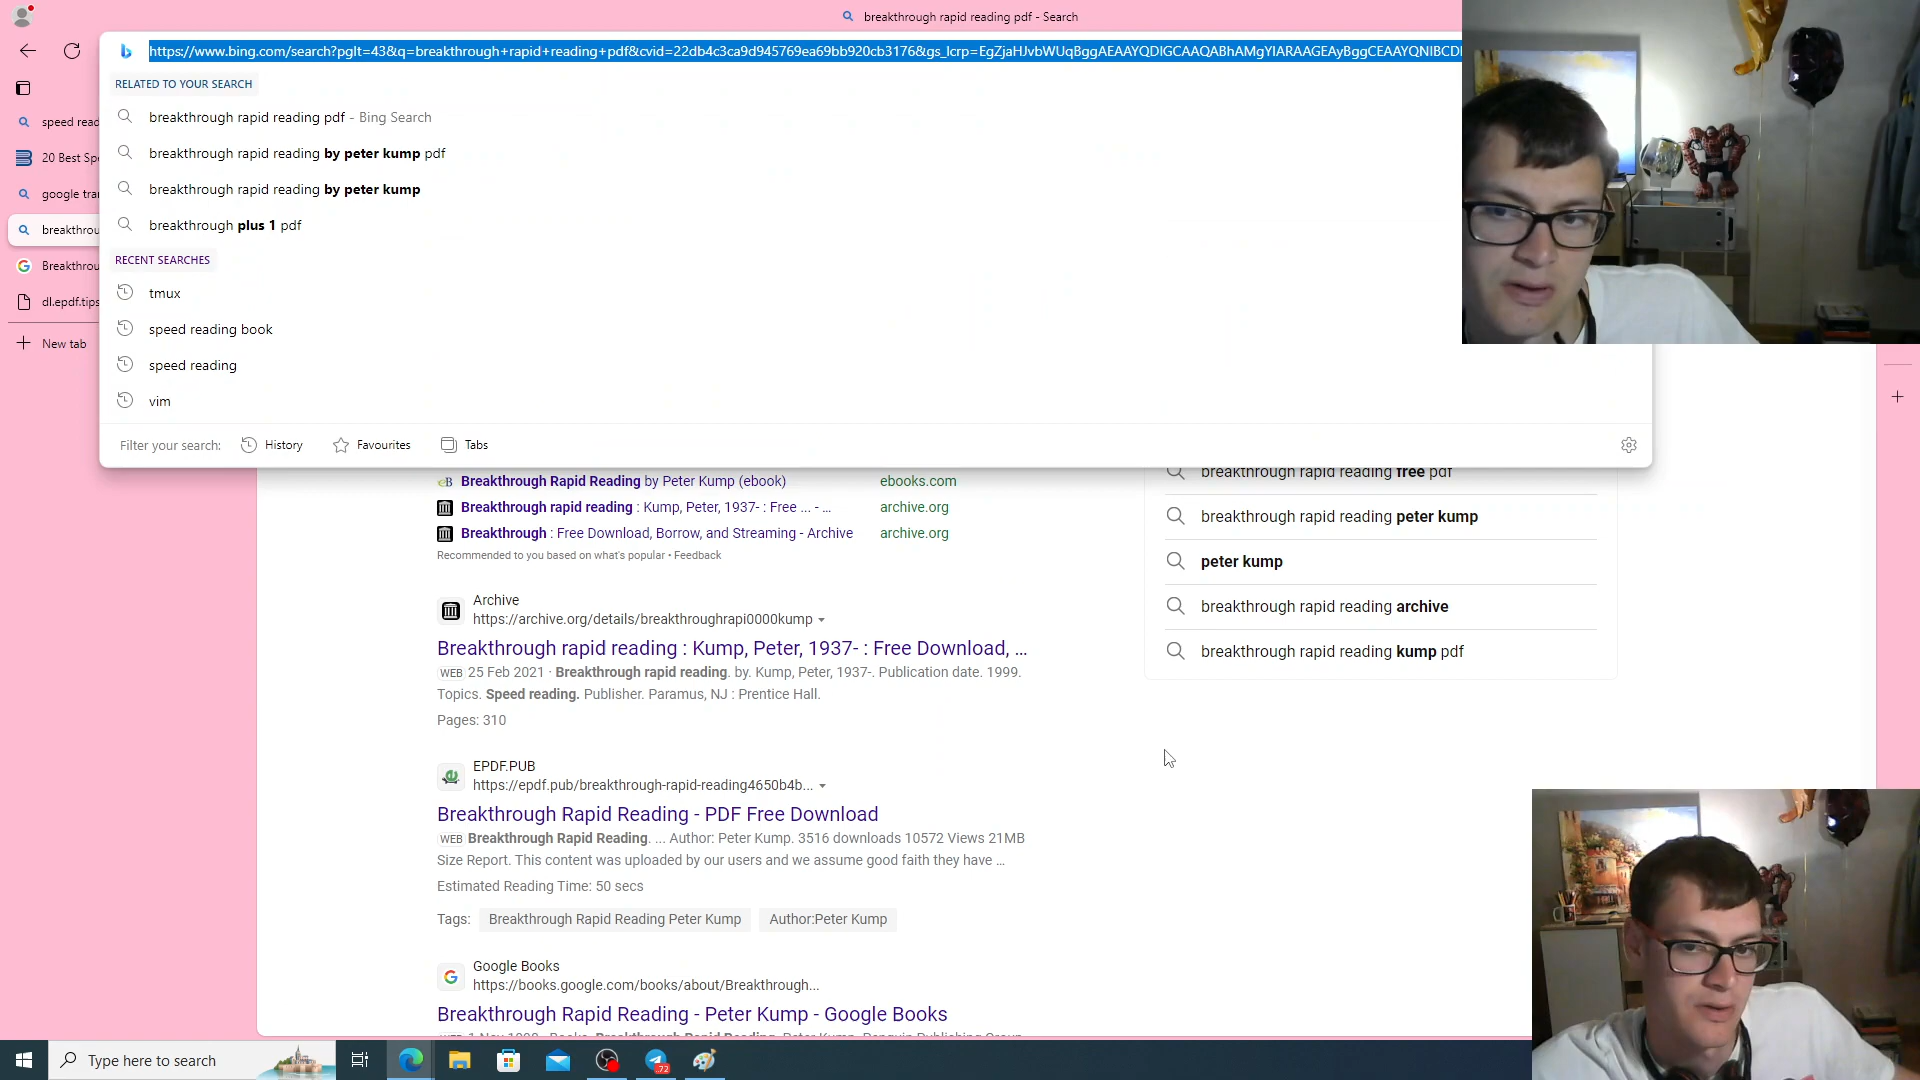 breakthrough rapid reading pdf - Search
https://www.bing.com/search?pglt=43&q=breakthrough+rapid+reading+pdf&cvid=22db4c3ca9d945769ea69bb920cb3176&gs_lcrp=EgZjaHJvbWUqBggAEAAYQDIGCAAQABhAMgYIARAAGEAyBggCEAAYQNIBCD
RELATED TO YOUR SEARCH
breakthrough rapid reading pdf - Bing Search
breakthrough rapid reading by peter kump pdf
breakthrough rapid reading by peter kump
breakthrough plus 1 pdf
RECENT SEARCHES
tmux
speed reading book
speed reading
vim
Filter your search:
History
Favourites
Tabs
speed read
20 Best Spe
google tran
breakthrou
Breakthrou
dl.epdf.tips
New tab
Breakthrough Rapid Reading by Peter Kump (ebook)
ebooks.com
Breakthrough rapid reading : Kump, Peter, 1937- : Free ... - ...
archive.org
Breakthrough : Free Download, Borrow, and Streaming - Archive
archive.org
Recommended to you based on what's popular • Feedback
Archive
https://archive.org/details/breakthroughrapi0000kump
Breakthrough rapid reading : Kump, Peter, 1937- : Free Download, ...
WEB 25 Feb 2021 · Breakthrough rapid reading. by. Kump, Peter, 1937-. Publication date. 1999.
Topics. Speed reading. Publisher. Paramus, NJ : Prentice Hall.
Pages: 310
EPDF.PUB
https://epdf.pub/breakthrough-rapid-reading4650b4b...
Breakthrough Rapid Reading - PDF Free Download
WEB Breakthrough Rapid Reading. ... Author: Peter Kump. 3516 downloads 10572 Views 21MB
Size Report. This content was uploaded by our users and we assume good faith they have ...
Estimated Reading Time: 50 secs
Tags:
Breakthrough Rapid Reading Peter Kump
Author:Peter Kump
Google Books
https://books.google.com/books/about/Breakthrough...
Breakthrough Rapid Reading - Peter Kump - Google Books
breakthrough rapid reading free pdf
breakthrough rapid reading peter kump
peter kump
breakthrough rapid reading archive
breakthrough rapid reading kump pdf
Type here to search
72